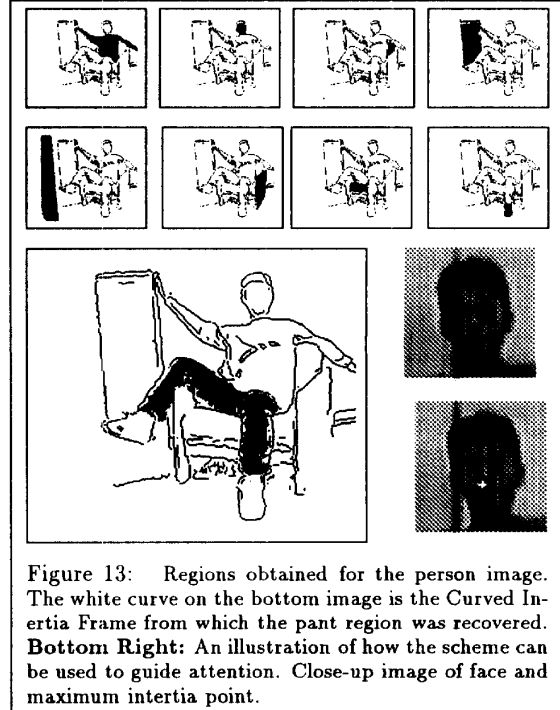 Figure 13: Regions obtained for the person image.
The white curve on the bottom image is the Curved In-
ertia Frame from which the pant region was recovered.
Bottom Right: An illustration of how the scheme can
be used to guide attention. Close-up image of face and
maximum intertia point.